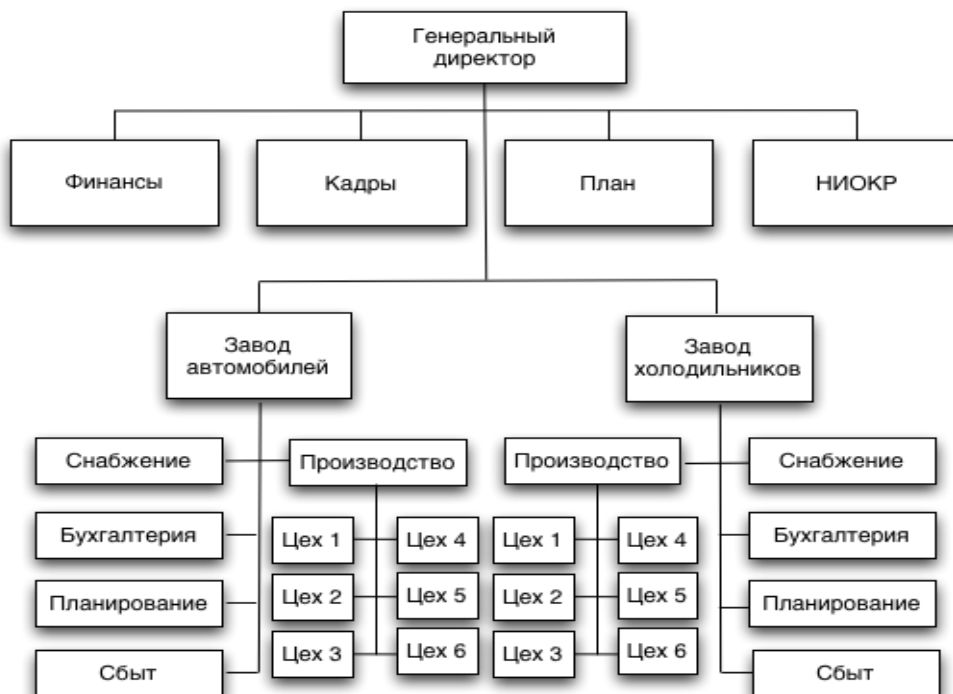 Генеральный
директор
Финансы
Кадры
План
НИОКР
Завод
автомобилей
Завод
холодильников
Снабжение
Производство
Производство
Снабжение
Бухгалтерия
Цех 1
Цех 4
Цех 1
Цех 4
Бухгалтерия
Планирование
Цех 2
Цех 5
Цех 2
Цех 5
Планирование
Сбыт
Цех 3
Цех 6
Цех 3
Цех 6
Сбыт